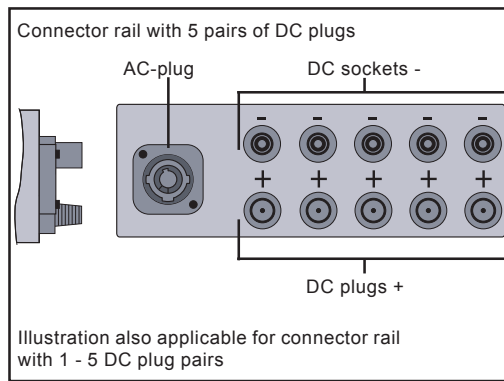 Connector rail with 5 pairs of DC plugs
AC-plug
DC sockets -
- - - - -
+ + + + +
DC plugs +
Illustration also applicable for connector rail
with 1 - 5 DC plug pairs